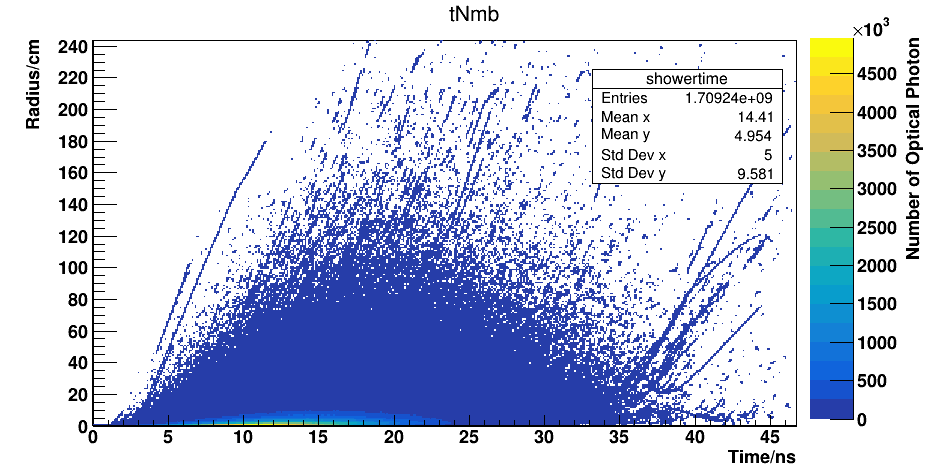 tNmb
Radius/cm
240
220
200
180
160
140
120
100
80
60
40
20
0
0 5 10 15 20 25 30 35 40 45
Time/ns
showertime
Entries 1.70924e+09
Mean x 14.41
Mean y 4.954
Std Dev x 5
Std Dev y 9.581
×10³
4500
4000
3500
3000
2500
2000
1500
1000
500
0
Number of Optical Photon